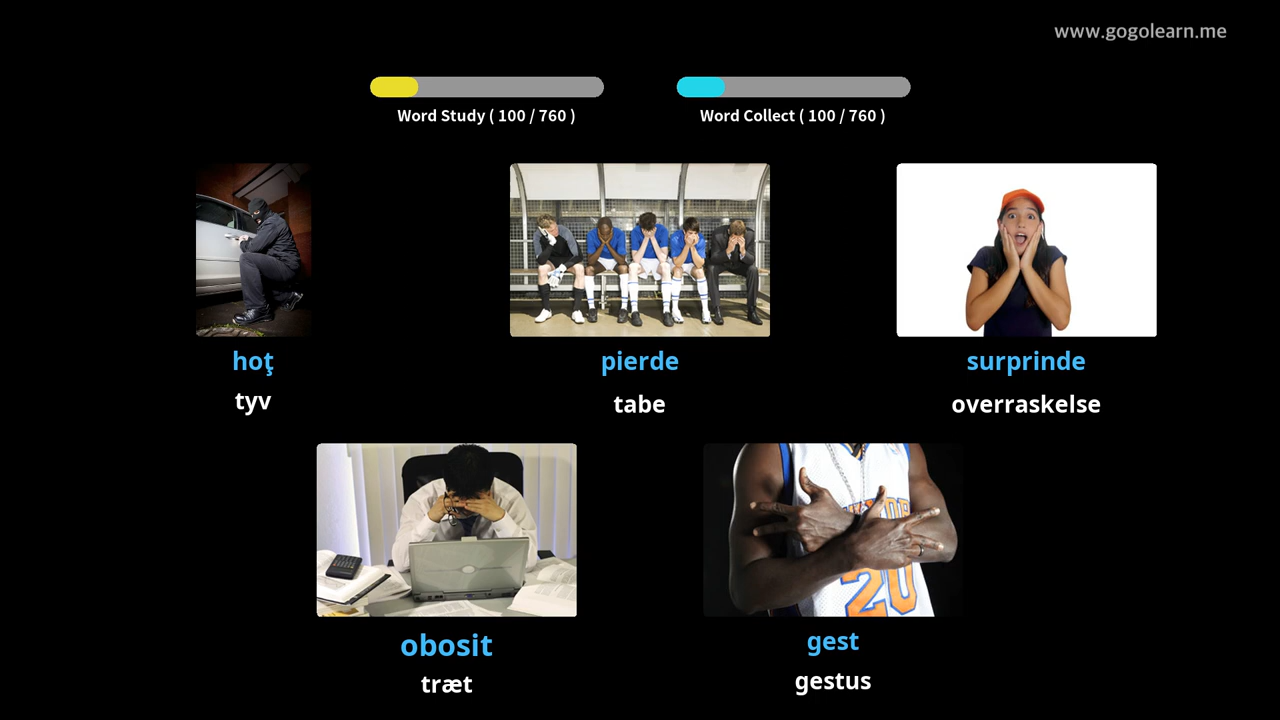 www.gogolearn.me
Word Study ( 100 / 760 )
Word Collect ( 100 / 760 )
hoţ
pierde
surprinde
tyv
tabe
overraskelse
20
obosit
gest
træt
gestus